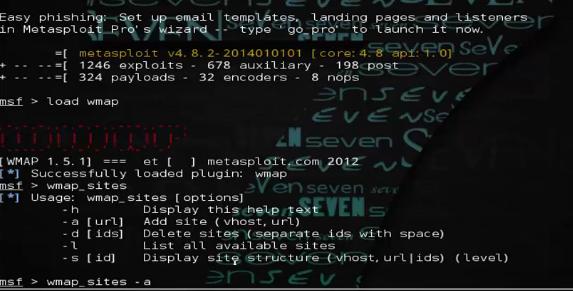 Easy phishing: Set up email templates, landing pages and listeners
in Metasploit Pro's wizard - type 'go_pro' to launch it now.
=[ metasploit v4.8.2-2014010101 [core:4.8 api:1.0]
+ -- --=[ 1246 exploits - 678 auxiliary - 198 post
+ -- --=[ 324 payloads - 32 encoders - 8 nops
msf > load wmap
[WMAP 1.5.1] === et [ ] metasploit.com 2012
[*] Successfully loaded plugin: wmap
msf > wmap_sites
[*] Usage: wmap_sites [options]
-h Display this help text
-a [url] Add site (vhost,url)
-d [ids] Delete sites (separate ids with space)
-l List all available sites
-s [id] Display site structure (vhost,url|ids) (level)
msf > wmap_sites -a